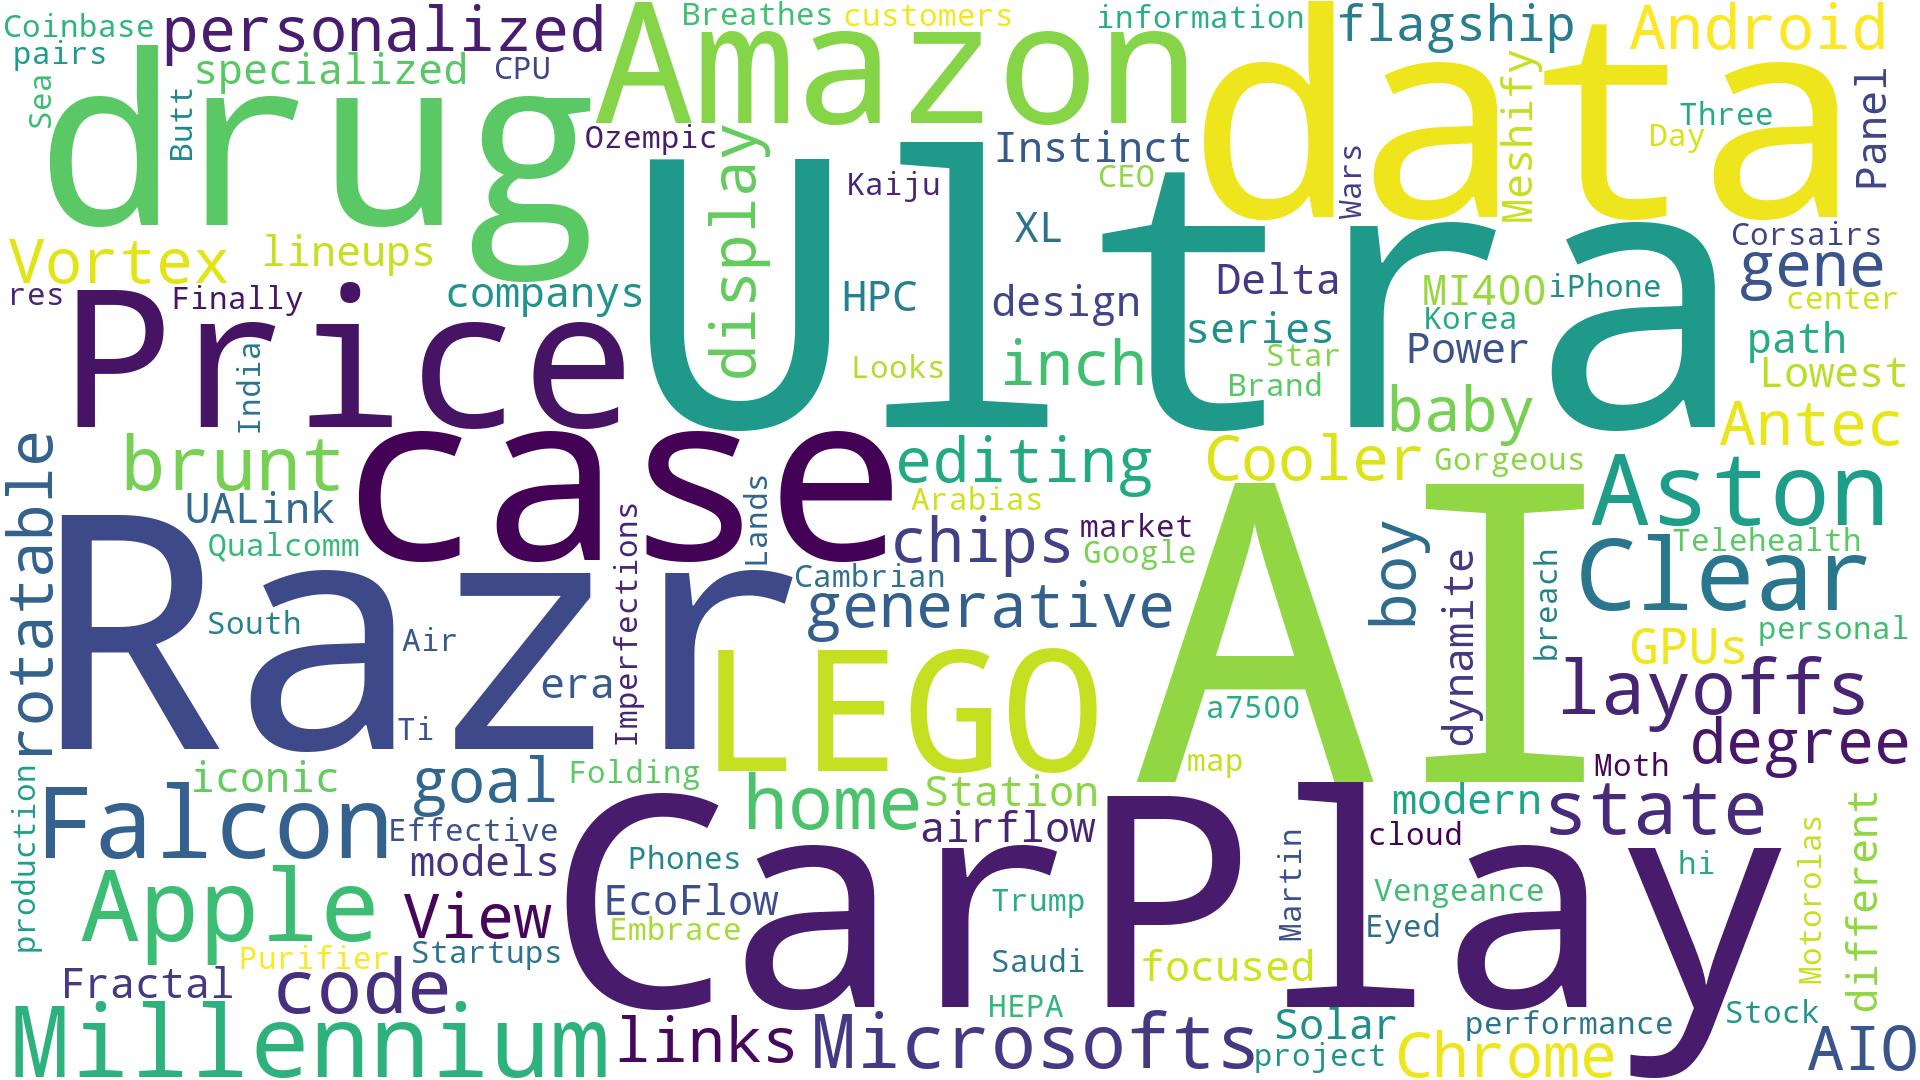 Coinbase
personalized
Amazon
Breathes
customers
information
data
flagship
Android
pairs
drug
specialized
CPU
Sea
Butt
Meshify
Three
Day
Panel
Ozempic
display
Ultra
Kaiju
Instinct
CEO
Wars
XL
Vortex
lineups
Corsairs
gene
res
Price
Finally
companys
HPC
design
Delta
MI400
iPhone
center
series
Korea
Power
path
India
Looks
inch
Star
Brand
Lowest
baby
Antec
rotatable
brunt
case
editing
Cooler
Gorgeous
Aston
UALink
Lands
Arabias
AI
Qualcomm
Imperfections
chips
market
Google
boy
dynamite
breach
Telehealth
Clear
Razr
Cambrian
generative
South
Air
personal
GPUs
era
LEGO
layoffs
Ti
a7500
degree
iconic
goal
Folding
home
Station
map
Moth
production
Falcon
Effective
CarPlay
airflow
modern
state
cloud
different
models
Phones
Martin
hi
Motorolas
Apple
View
EcoFlow
Trump
Vengeance
Embrace
Eyed
Purifier
Startups
Saudi
focused
Fractal
code
HEPA
Millennium
links
Microsofts
Solar
project
performance
Chrome
Stock
AIO